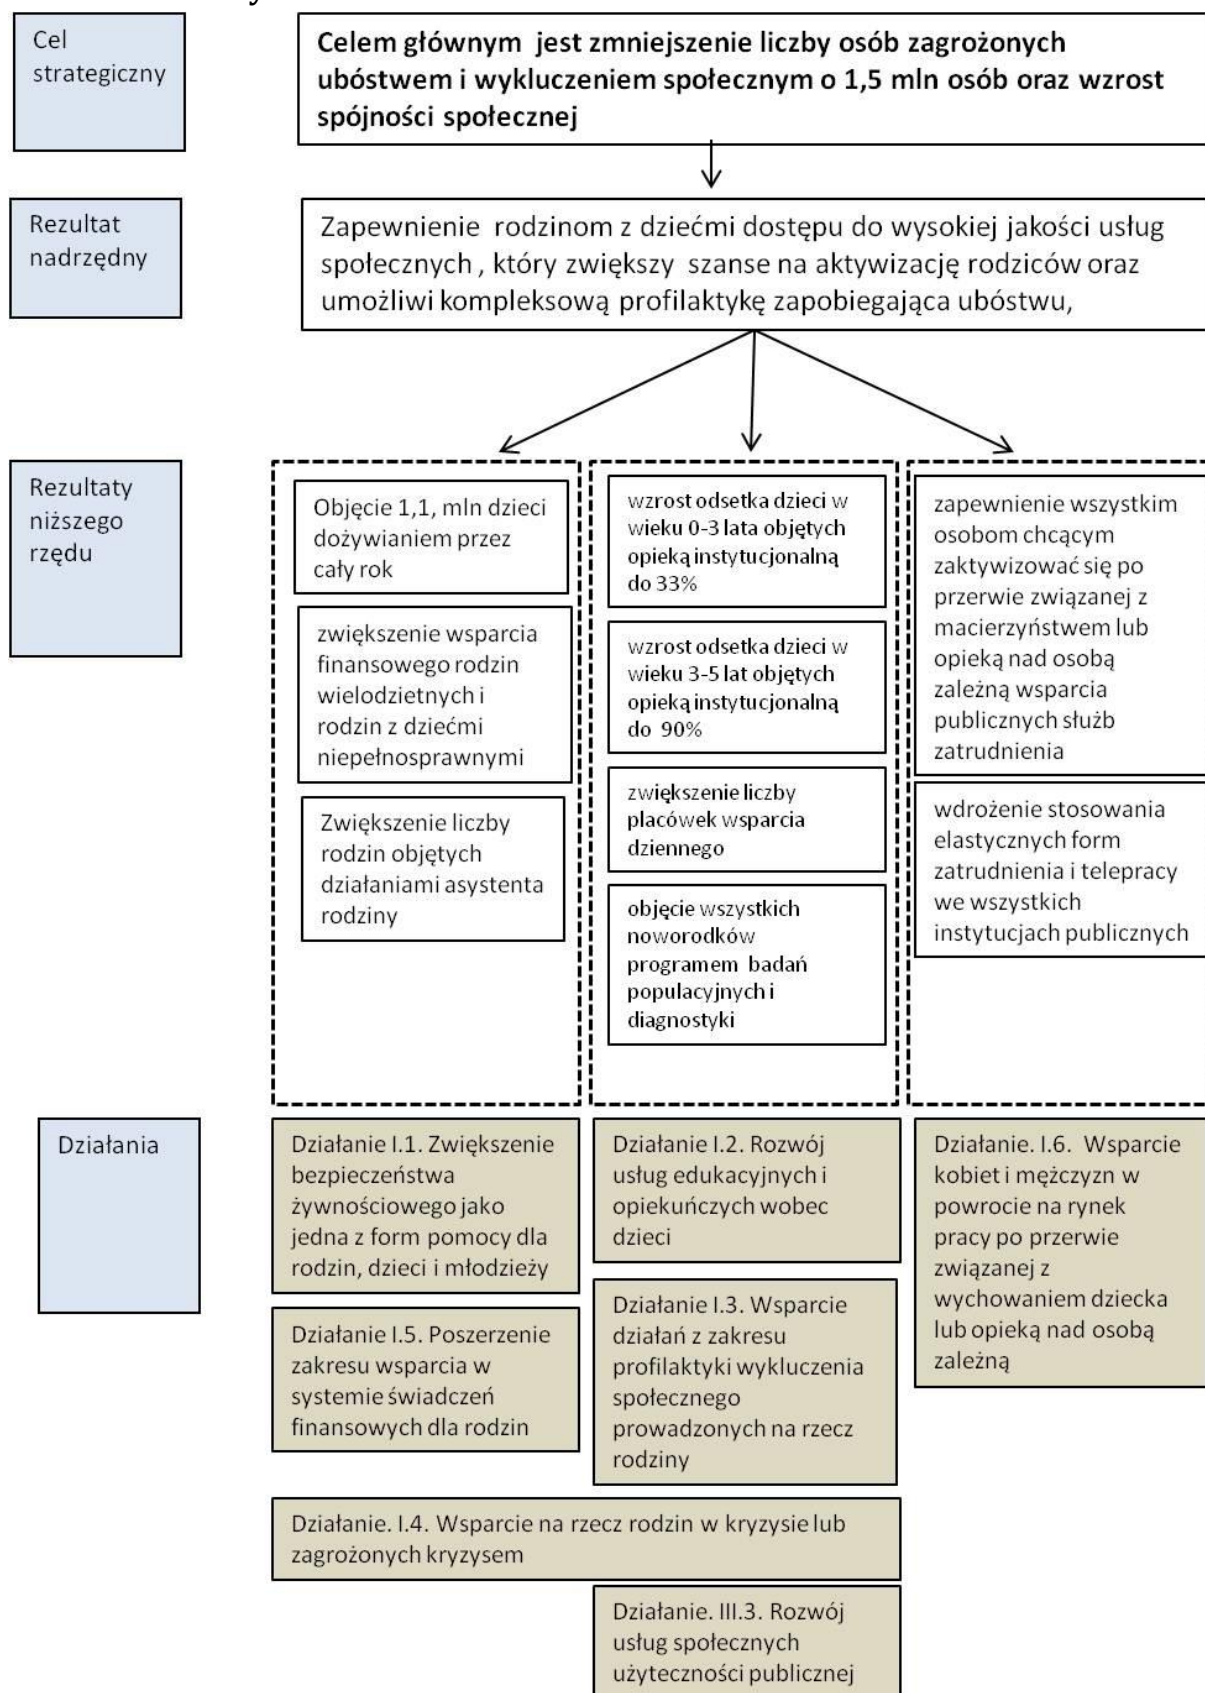 Cel
strategiczny
Celem głównym jest zmniejszenie liczby osób zagrożonych
ubóstwem i wykluczeniem społecznym o 1,5 mln osób oraz wzrost
spójności społecznej
Rezultat
nadrzędny
Zapewnienie rodzinom z dziećmi dostępu do wysokiej jakości usług
społecznych , który zwiększy szanse na aktywizację rodziców oraz
umożliwi kompleksową profilaktykę zapobiegająca ubóstwu,
Rezultaty
niższego
rzędu
Objęcie 1,1, mln dzieci
dożywianiem przez
cały rok
zwiększenie wsparcia
finansowego rodzin
wielodzietnych i
rodzin z dziećmi
niepełnosprawnymi
Zwiększenie liczby
rodzin objętych
działaniami asystenta
rodziny
wzrost odsetka dzieci w
wieku 0-3 lata objętych
opieką instytucjonalną
do 33%
wzrost odsetka dzieci w
wieku 3-5 lat objętych
opieką instytucjonalną
do 90%
zwiększenie liczby
placówek wsparcia
dziennego
objęcie wszystkich
noworodków
programem badań
populacyjnych i
diagnostyki
zapewnienie wszystkim
osobom chcącym
zaktywizować się po
przerwie związanej z
macierzyństwem lub
opieką nad osobą
zależną wsparcia
publicznych służb
zatrudnienia
wdrożenie stosowania
elastycznych form
zatrudnienia i telepracy
we wszystkich
instytucjach publicznych
Działania
Działanie I.1. Zwiększenie
bezpieczeństwa
żywnościowego jako
jedna z form pomocy dla
rodzin, dzieci i młodzieży
Działanie I.5. Poszerzenie
zakresu wsparcia w
systemie świadczeń
finansowych dla rodzin
Działanie I.2. Rozwój
usług edukacyjnych i
opiekuńczych wobec
dzieci
Działanie I.3. Wsparcie
działań z zakresu
profilaktyki wykluczenia
społecznego
prowadzonych na rzecz
rodziny
Działanie. I.6. Wsparcie
kobiet i mężczyzn w
powrocie na rynek
pracy po przerwie
związanej z
wychowaniem dziecka
lub opieką nad osobą
zależną
Działanie. I.4. Wsparcie na rzecz rodzin w kryzysie lub
zagrożonych kryzysem
Działanie. III.3. Rozwój
usług społecznych
użyteczności publicznej